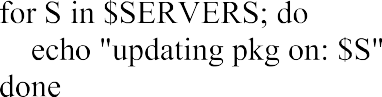 for S in $SERVERS; do
    echo "updating pkg on: $S"
done